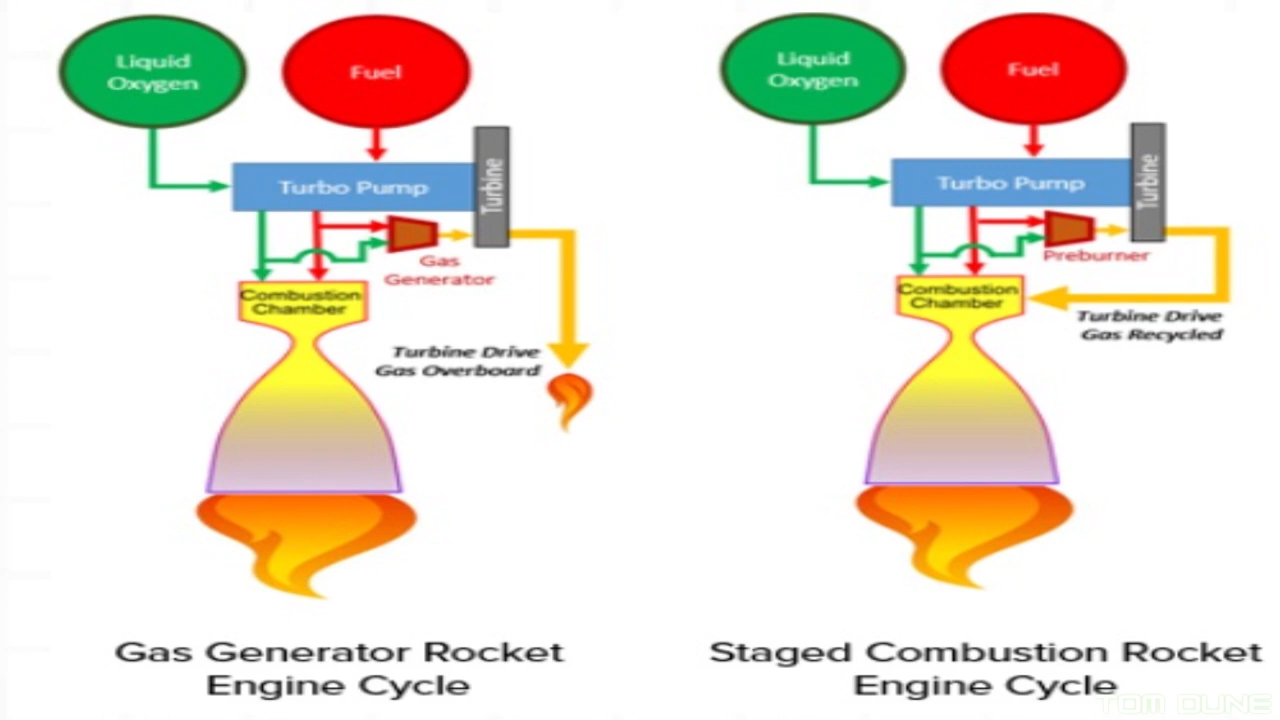 Liquid
Oxygen
Fuel
Turbo Pump
Turbine
Gas
Generator
Combustion
Chamber
Turbine Drive
Gas Overboard
Gas Generator Rocket
Engine Cycle
Liquid
Oxygen
Fuel
Turbo Pump
Turbine
Preburner
Combustion
Chamber
Turbine Drive
Gas Recycled
Staged Combustion Rocket
Engine Cycle
TOM DUNE